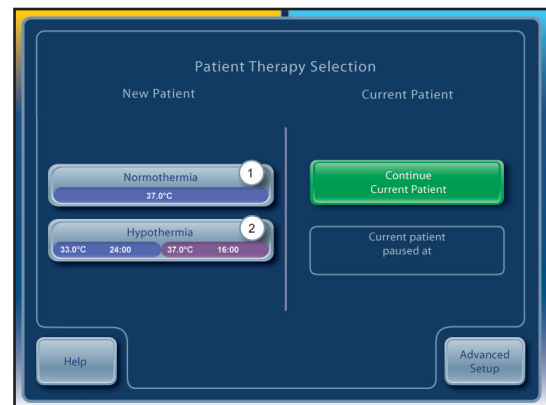 Patient Therapy Selection
New Patient
Normothermia 1
37.0°C
Hypothermia 2
33.0°C 24:00 37.0°C 16:00
Current Patient
Continue
Current Patient
Current patient
paused at
Help
Advanced
Setup